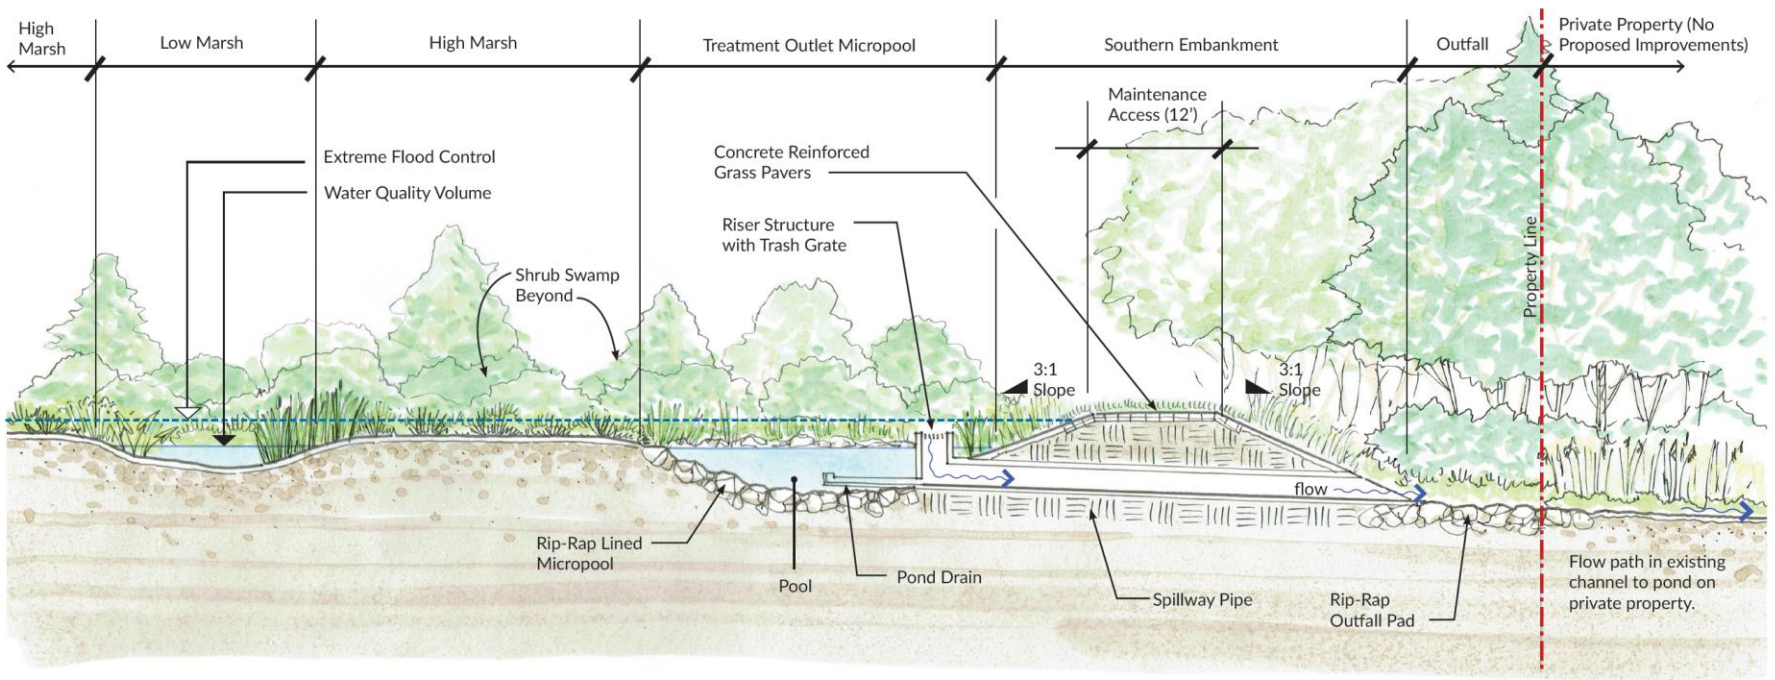 High
Marsh
Low Marsh
High Marsh
Treatment Outlet Micropool
Southern Embankment
Outfall
Private Property (No
Proposed Improvements)
Maintenance
Access (12')
Extreme Flood Control
Water Quality Volume
Concrete Reinforced
Grass Pavers
Riser Structure
with Trash Grate
Shrub Swamp
Beyond
Property Line
3:1
Slope
3:1
Slope
flow
Rip-Rap Lined
Micropool
Pool
Pond Drain
Spillway Pipe
Rip-Rap
Outfall Pad
Flow path in existing
channel to pond on
private property.